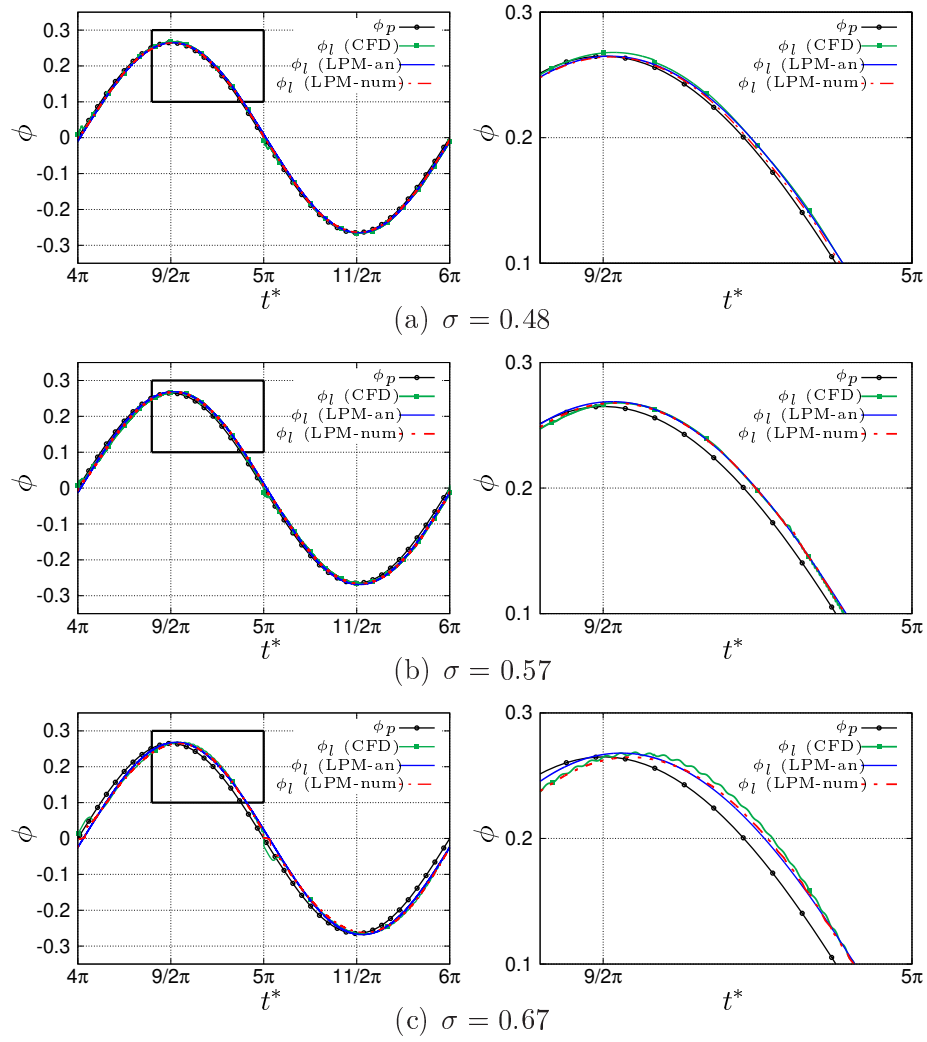 0.3
0.2
0.1
0
-0.1
-0.2
-0.3
ϕ
4π
9/2π
5π
11/2π
6π
t*
ϕp
ϕl (CFD)
ϕl (LPM-an)
ϕl (LPM-num)
0.3
0.2
0.1
ϕ
9/2π
5π
t*
ϕp
ϕl (CFD)
ϕl (LPM-an)
ϕl (LPM-num)
(a) σ = 0.48
0.3
0.2
0.1
0
-0.1
-0.2
-0.3
ϕ
4π
9/2π
5π
11/2π
6π
t*
ϕp
ϕl (CFD)
ϕl (LPM-an)
ϕl (LPM-num)
0.3
0.2
0.1
ϕ
9/2π
5π
t*
ϕp
ϕl (CFD)
ϕl (LPM-an)
ϕl (LPM-num)
(b) σ = 0.57
0.3
0.2
0.1
0
-0.1
-0.2
-0.3
ϕ
4π
9/2π
5π
11/2π
6π
t*
ϕp
ϕl (CFD)
ϕl (LPM-an)
ϕl (LPM-num)
0.3
0.2
0.1
ϕ
9/2π
5π
t*
ϕp
ϕl (CFD)
ϕl (LPM-an)
ϕl (LPM-num)
(c) σ = 0.67